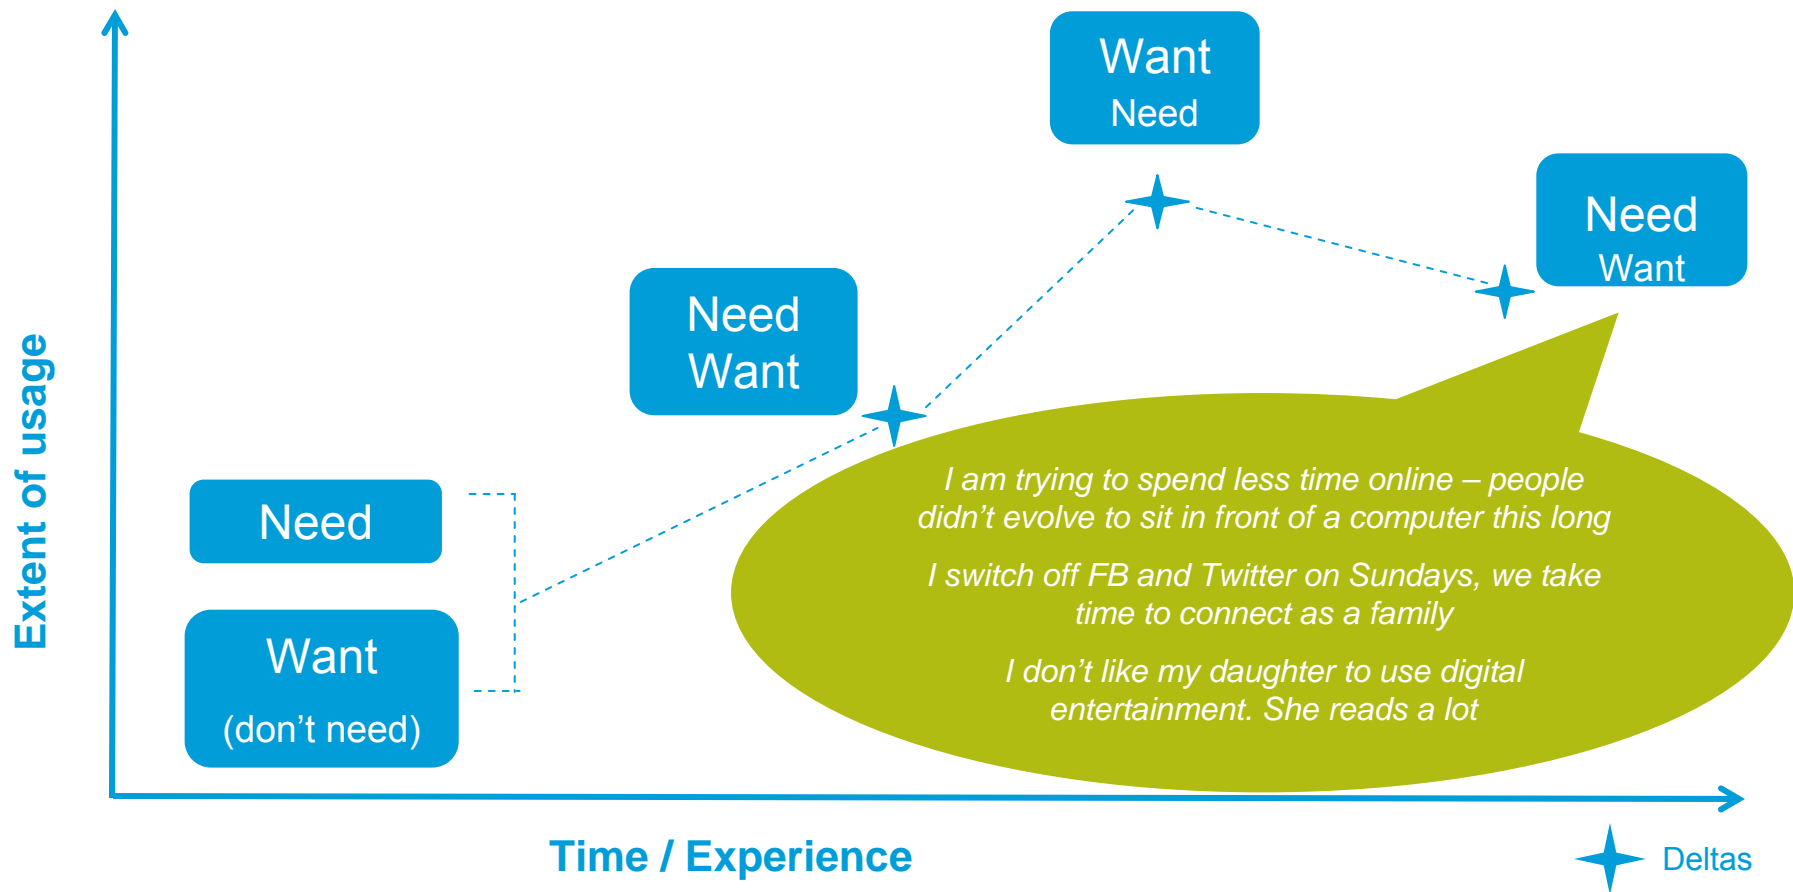 Want
Need
Need
Want
Need
Want
Need
Want
(don’t need)
I am trying to spend less time online – people
didn’t evolve to sit in front of a computer this long
I switch off FB and Twitter on Sundays, we take
time to connect as a family
I don’t like my daughter to use digital
entertainment. She reads a lot
Extent of usage
Time / Experience
Deltas